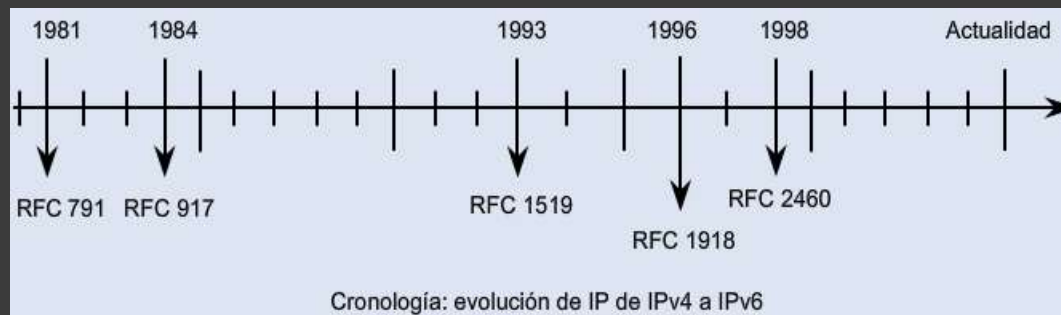 1981 1984 1993 1996 1998 Actualidad
RFC 791 RFC 917 RFC 1519 RFC 1918 RFC 2460
Cronología: evolución de IP de IPv4 a IPv6